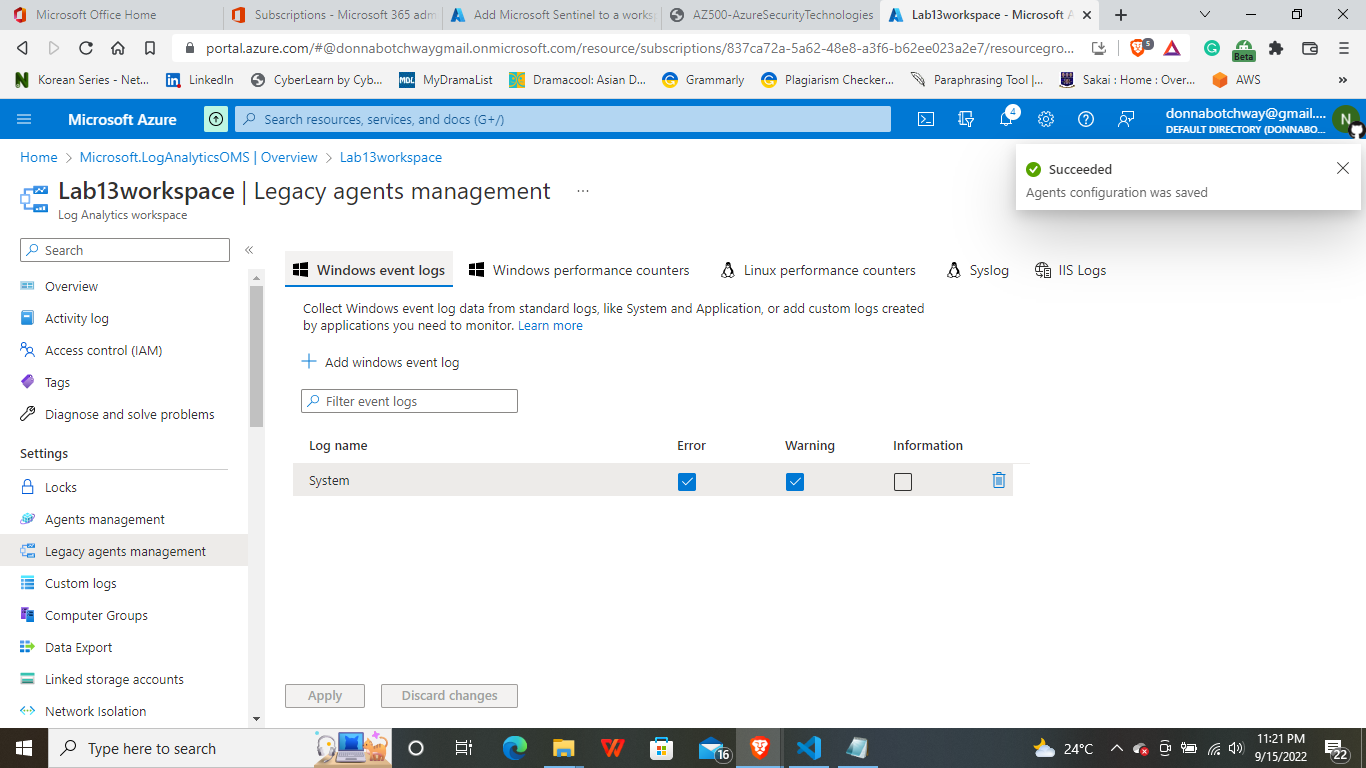 Microsoft Office Home
Subscriptions - Microsoft 365 adm
Add Microsoft Sentinel to a worksp
AZ500-AzureSecurityTechnologies
Lab13workspace - Microsoft A
portal.azure.com/#@donnabotchwaygmail.onmicrosoft.com/resource/subscriptions/837ca72a-5a62-48e8-a3f6-b62ee023a2e7/resourcegro...
5
Beta
Korean Series - Net...
LinkedIn
CyberLearn by Cyb...
MDL MyDramaList
Dramacool: Asian D...
Grammarly
Plagiarism Checker...
Paraphrasing Tool |...
Sakai : Home : Over...
AWS
»
Microsoft Azure
Search resources, services, and docs (G+/)
4
donnabotchway@gmail....
DEFAULT DIRECTORY (DONNABO...
N
Home > Microsoft.LogAnalyticsOMS | Overview > Lab13workspace
Succeeded
Agents configuration was saved
Lab13workspace | Legacy agents management ...
Log Analytics workspace
Search
«
Overview
Activity log
Access control (IAM)
Tags
Diagnose and solve problems
Settings
Locks
Agents management
Legacy agents management
Custom logs
Computer Groups
Data Export
Linked storage accounts
Network Isolation
Windows event logs
Windows performance counters
Linux performance counters
Syslog
IIS Logs
Collect Windows event log data from standard logs, like System and Application, or add custom logs created
by applications you need to monitor. Learn more
Add windows event log
Filter event logs
Log name Error Warning Information
System
Apply
Discard changes
Type here to search
16
24°C
11:21 PM
9/15/2022
22